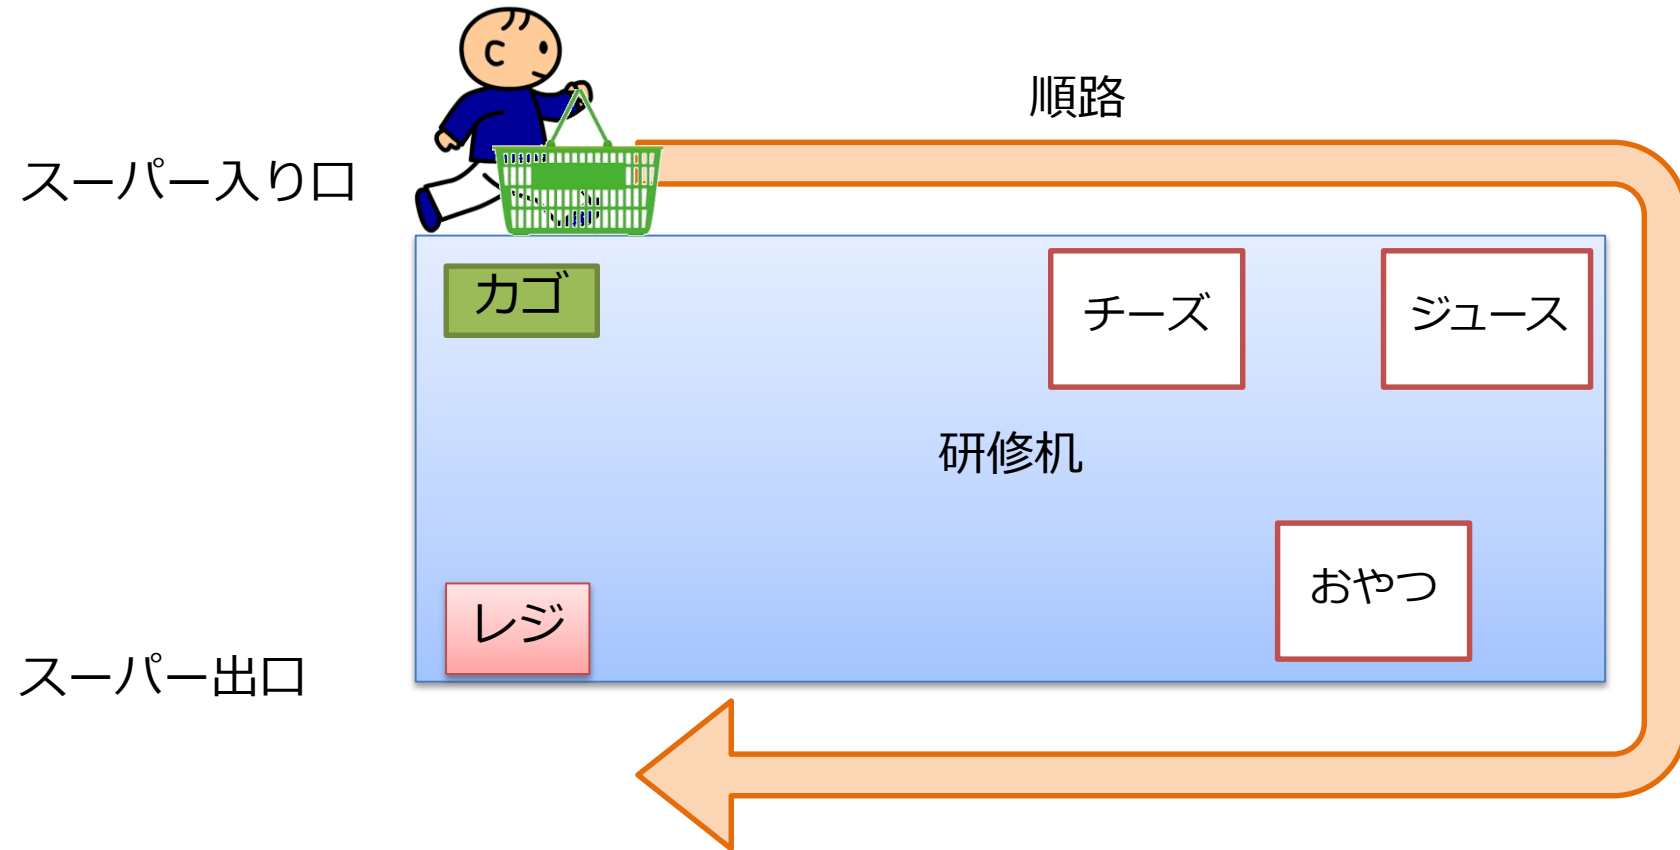 順路
スーパー入り口
カゴ
チーズ
ジュース
研修机
おやつ
レジ
スーパー出口